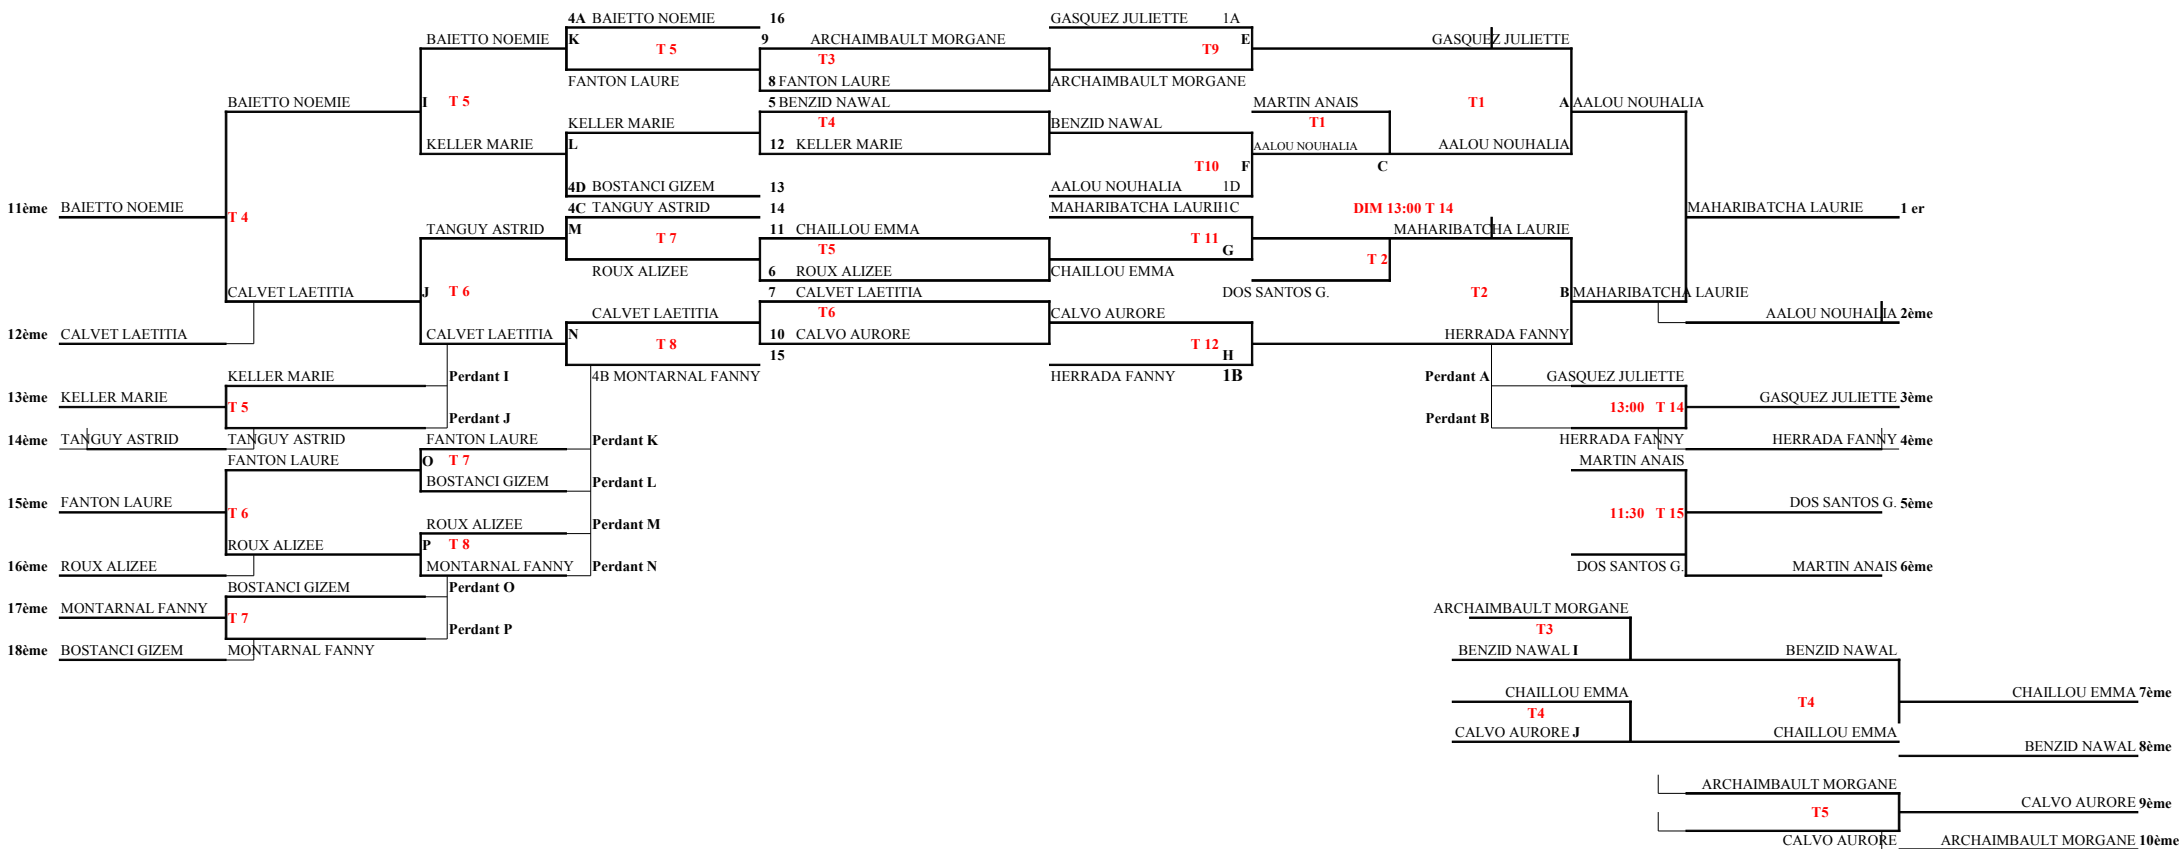 4A BAIETTO NOEMIE 16 GASQUEZ JULIETTE 1A
BAIETTO NOEMIE K T 5 9 ARCHAIMBAULT MORGANE T9 E GASQUEZ JULIETTE
T3
FANTON LAURE 8 FANTON LAURE ARCHAIMBAULT MORGANE
BAIETTO NOEMIE I T 5 5 BENZID NAWAL MARTIN ANAIS T1 A AALOU NOUHALIA
KELLER MARIE T4 BENZID NAWAL T1
KELLER MARIE L 12 KELLER MARIE AALOU NOUHALIA AALOU NOUHALIA
T10 F C
4D BOSTANCI GIZEM 13 AALOU NOUHALIA 1D
11ème BAIETTO NOEMIE T 4 4C TANGUY ASTRID 14 MAHARIBATCHA LAURIE 1C DIM 13:00 T 14 MAHARIBATCHA LAURIE 1 er
TANGUY ASTRID M T 7 11 CHAILLOU EMMA T 11 G MAHARIBATCHA LAURIE
T5 T 2
ROUX ALIZEE 6 ROUX ALIZEE CHAILLOU EMMA
CALVET LAETITIA J T 6 7 CALVET LAETITIA DOS SANTOS G. T2 B MAHARIBATCHA LAURIE
CALVET LAETITIA T6 CALVO AURORE AALOU NOUHALIA 2ème
12ème CALVET LAETITIA CALVET LAETITIA N T 8 10 CALVO AURORE T 12 HERRADA FANNY
15 H
KELLER MARIE Perdant I 4B MONTARNAL FANNY HERRADA FANNY 1B Perdant A GASQUEZ JULIETTE
13ème KELLER MARIE T 5 13:00 T 14 GASQUEZ JULIETTE 3ème
Perdant J Perdant B
14ème TANGUY ASTRID TANGUY ASTRID FANTON LAURE Perdant K HERRADA FANNY HERRADA FANNY 4ème
FANTON LAURE O T 7 MARTIN ANAIS
BOSTANCI GIZEM Perdant L
15ème FANTON LAURE T 6 11:30 T 15 DOS SANTOS G. 5ème
ROUX ALIZEE Perdant M
ROUX ALIZEE P T 8
16ème ROUX ALIZEE MONTARNAL FANNY Perdant N DOS SANTOS G. MARTIN ANAIS 6ème
BOSTANCI GIZEM Perdant O
17ème MONTARNAL FANNY T 7 ARCHAIMBAULT MORGANE
Perdant P T3
18ème BOSTANCI GIZEM MONTARNAL FANNY BENZID NAWAL I BENZID NAWAL
CHAILLOU EMMA T4 CHAILLOU EMMA 7ème
T4
CALVO AURORE J CHAILLOU EMMA
BENZID NAWAL 8ème
ARCHAIMBAULT MORGANE
T5 CALVO AURORE 9ème
CALVO AURORE ARCHAIMBAULT MORGANE 10ème